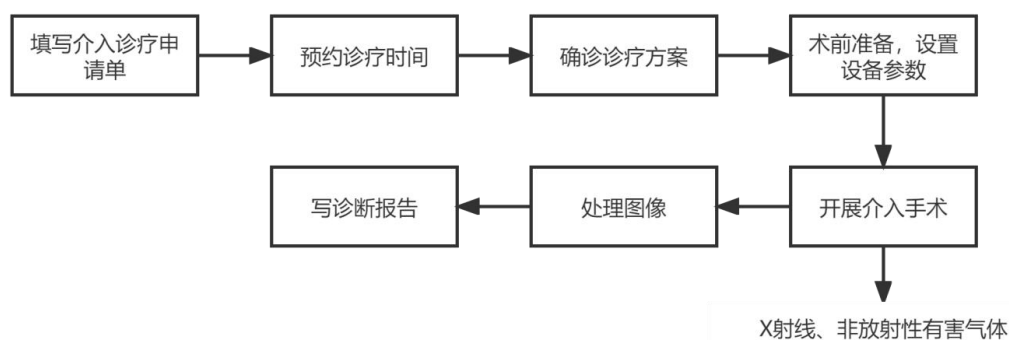 填写介入诊疗申
请单
预约诊疗时间
确诊诊疗方案
术前准备，设置
设备参数
开展介入手术
处理图像
写诊断报告
X射线、非放射性有害气体